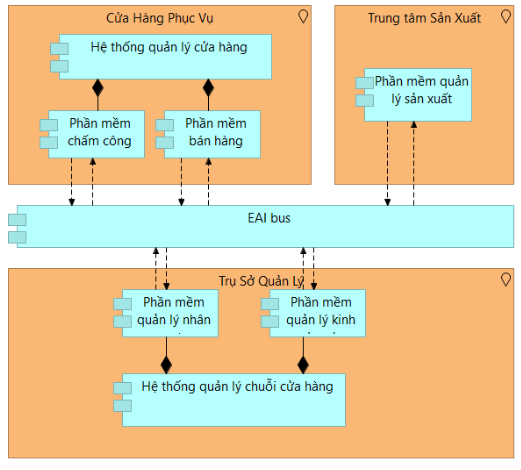 Cửa Hàng Phục Vụ
Trung tâm Sản Xuất
Hệ thống quản lý cửa hàng
Phần mềm quản
lý sản xuất
Phần mềm
chấm công
Phần mềm
bán hàng
EAI bus
Trụ Sở Quản Lý
Phần mềm
quản lý nhân
Phần mềm
quản lý kinh
Hệ thống quản lý chuỗi cửa hàng